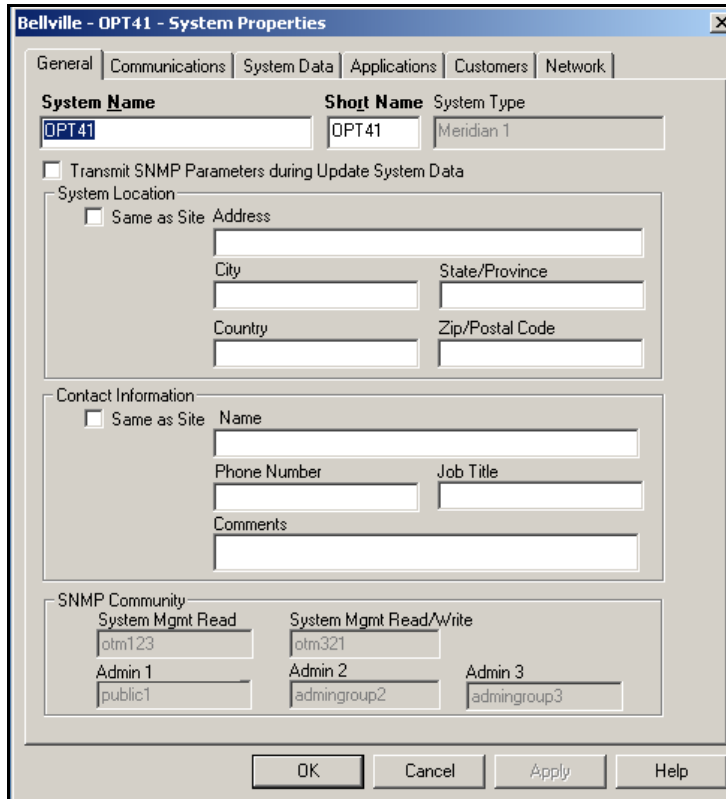 Bellville - OPT41 - System Properties
General Communications System Data Applications Customers Network
System Name Short Name System Type
OPT41 OPT41 Meridian 1
Transmit SNMP Parameters during Update System Data
System Location
Same as Site Address
City State/Province
Country Zip/Postal Code
Contact Information
Same as Site Name
Phone Number Job Title
Comments
SNMP Community
System Mgmt Read System Mgmt Read/Write
otm123 otm321
Admin 1 Admin 2 Admin 3
public1 admingroup2 admingroup3
OK Cancel Apply Help